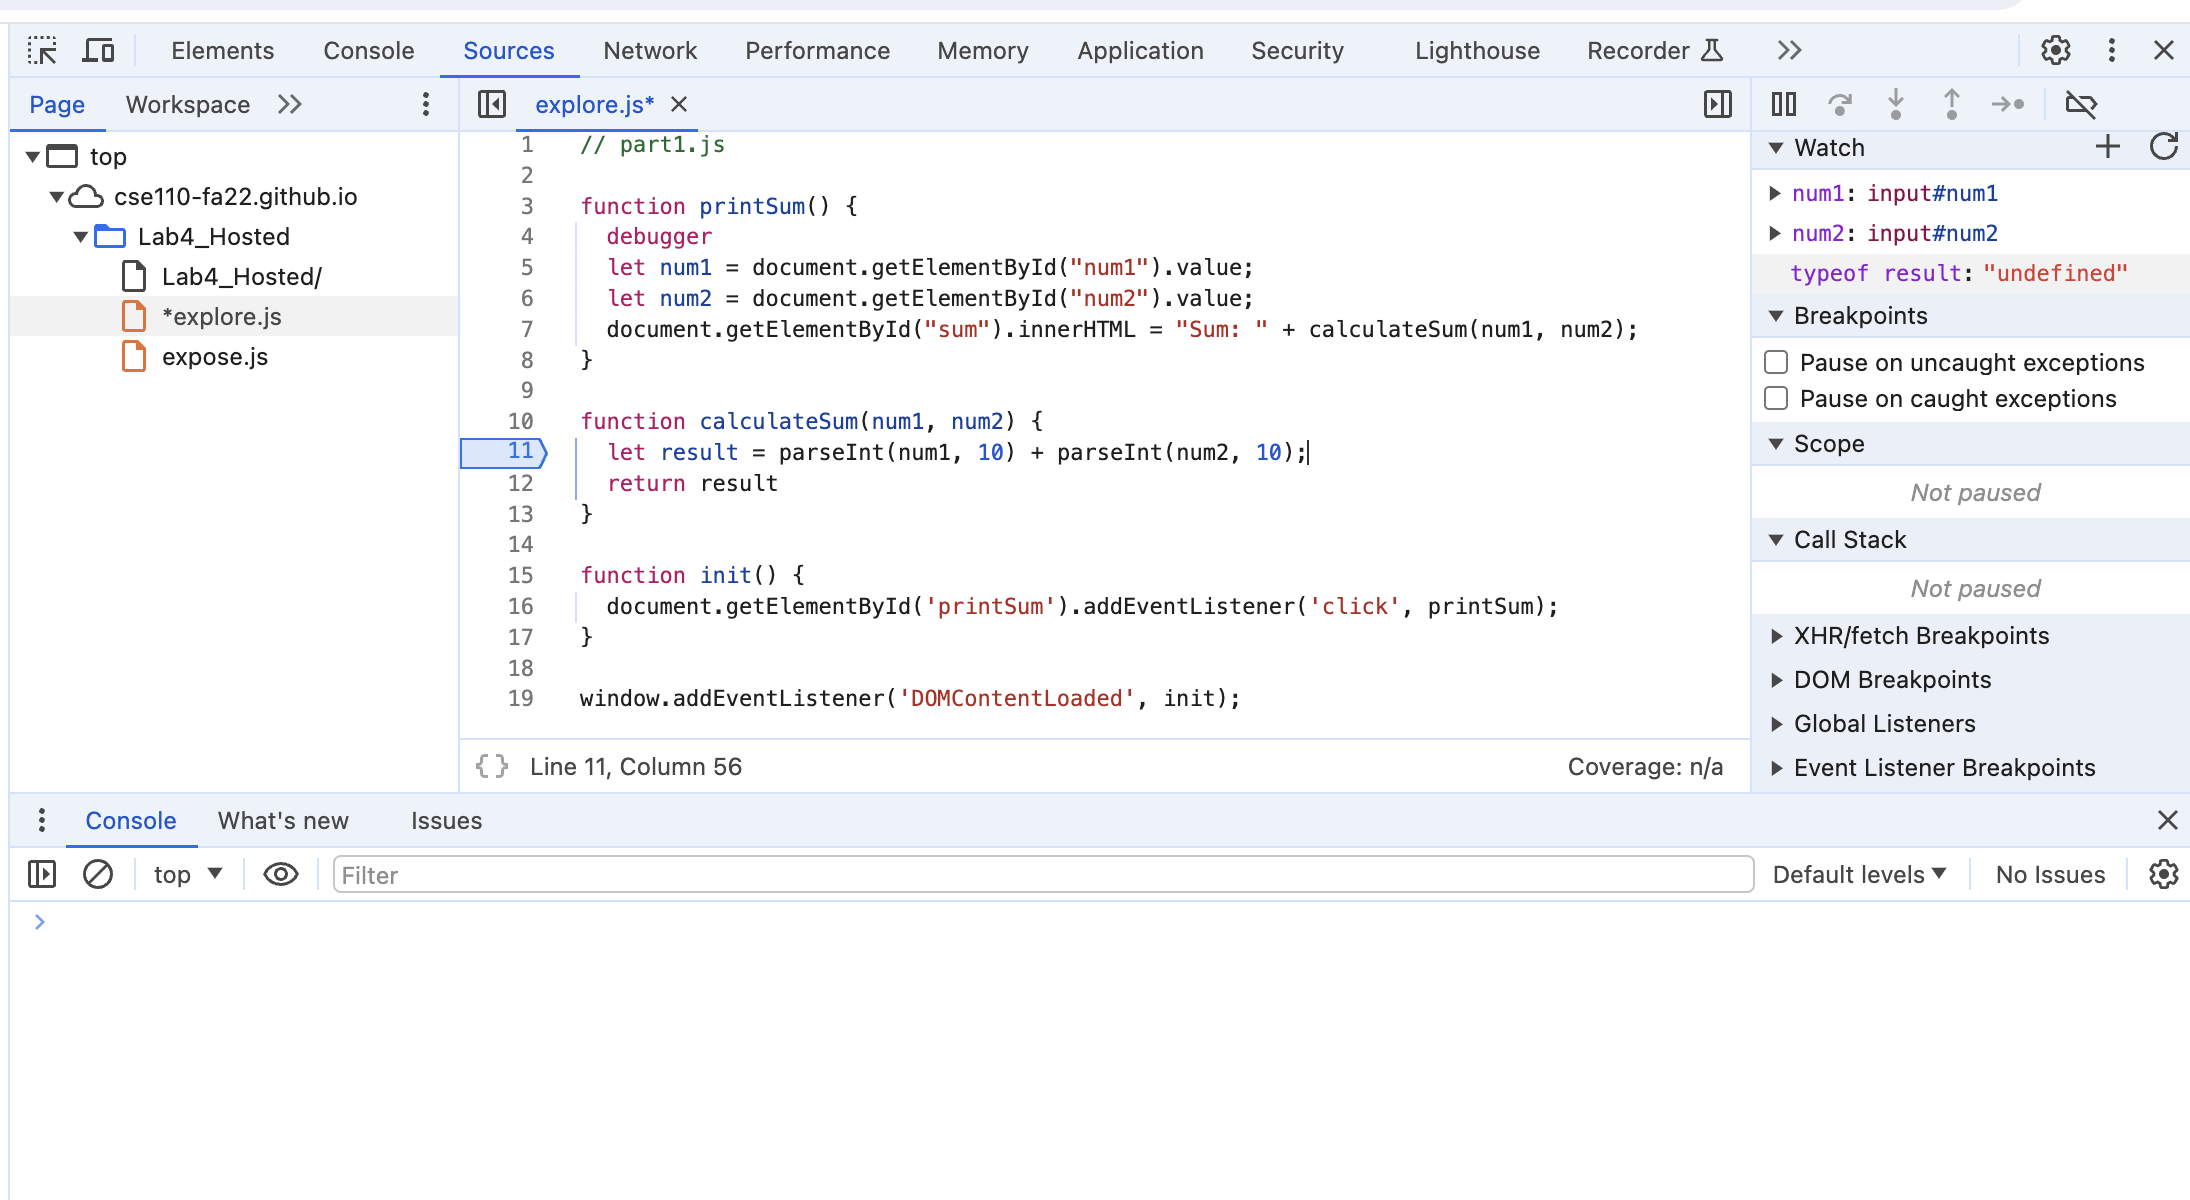 Elements Console Sources Network Performance Memory Application Security Lighthouse Recorder
Page Workspace
explore.js*
top
cse110-fa22.github.io
Lab4_Hosted
Lab4_Hosted/
*explore.js
expose.js
1 // part1.js
2
3 function printSum() {
4 debugger
5 let num1 = document.getElementById("num1").value;
6 let num2 = document.getElementById("num2").value;
7 document.getElementById("sum").innerHTML = "Sum: " + calculateSum(num1, num2);
8 }
9
10 function calculateSum(num1, num2) {
11 let result = parseInt(num1, 10) + parseInt(num2, 10);
12 return result
13 }
14
15 function init() {
16 document.getElementById('printSum').addEventListener('click', printSum);
17 }
18
19 window.addEventListener('DOMContentLoaded', init);
{} Line 11, Column 56
Coverage: n/a
Watch
num1: input#num1
num2: input#num2
typeof result: "undefined"
Breakpoints
Pause on uncaught exceptions
Pause on caught exceptions
Scope
Not paused
Call Stack
Not paused
XHR/fetch Breakpoints
DOM Breakpoints
Global Listeners
Event Listener Breakpoints
Console What's new Issues
top Filter Default levels No Issues